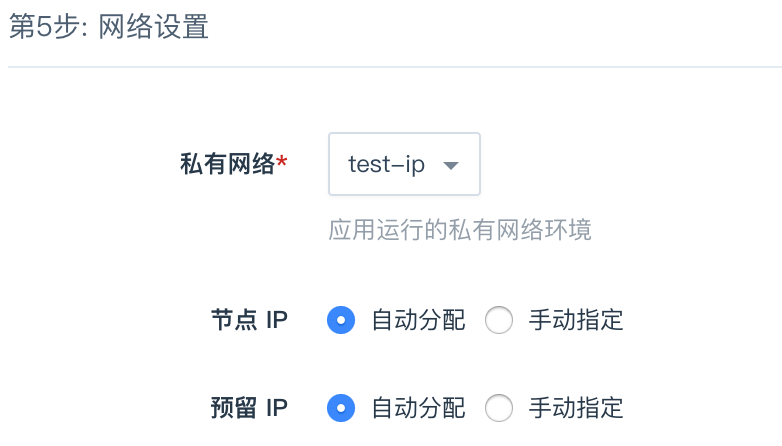 第5步: 网络设置
私有网络* test-ip
应用运行的私有网络环境
节点 IP 自动分配 手动指定
预留 IP 自动分配 手动指定